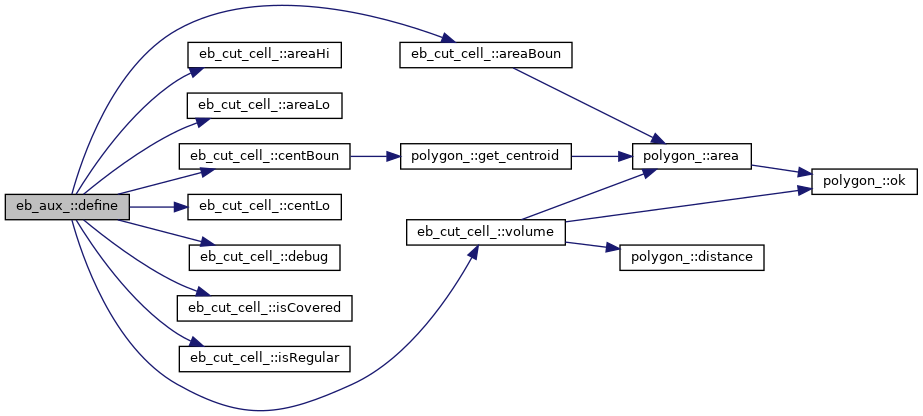 eb_aux_::define
eb_cut_cell_::areaHi
eb_cut_cell_::areaLo
eb_cut_cell_::centBoun
eb_cut_cell_::centLo
eb_cut_cell_::debug
eb_cut_cell_::isCovered
eb_cut_cell_::isRegular
eb_cut_cell_::areaBoun
polygon_::get_centroid
eb_cut_cell_::volume
polygon_::area
polygon_::distance
polygon_::ok